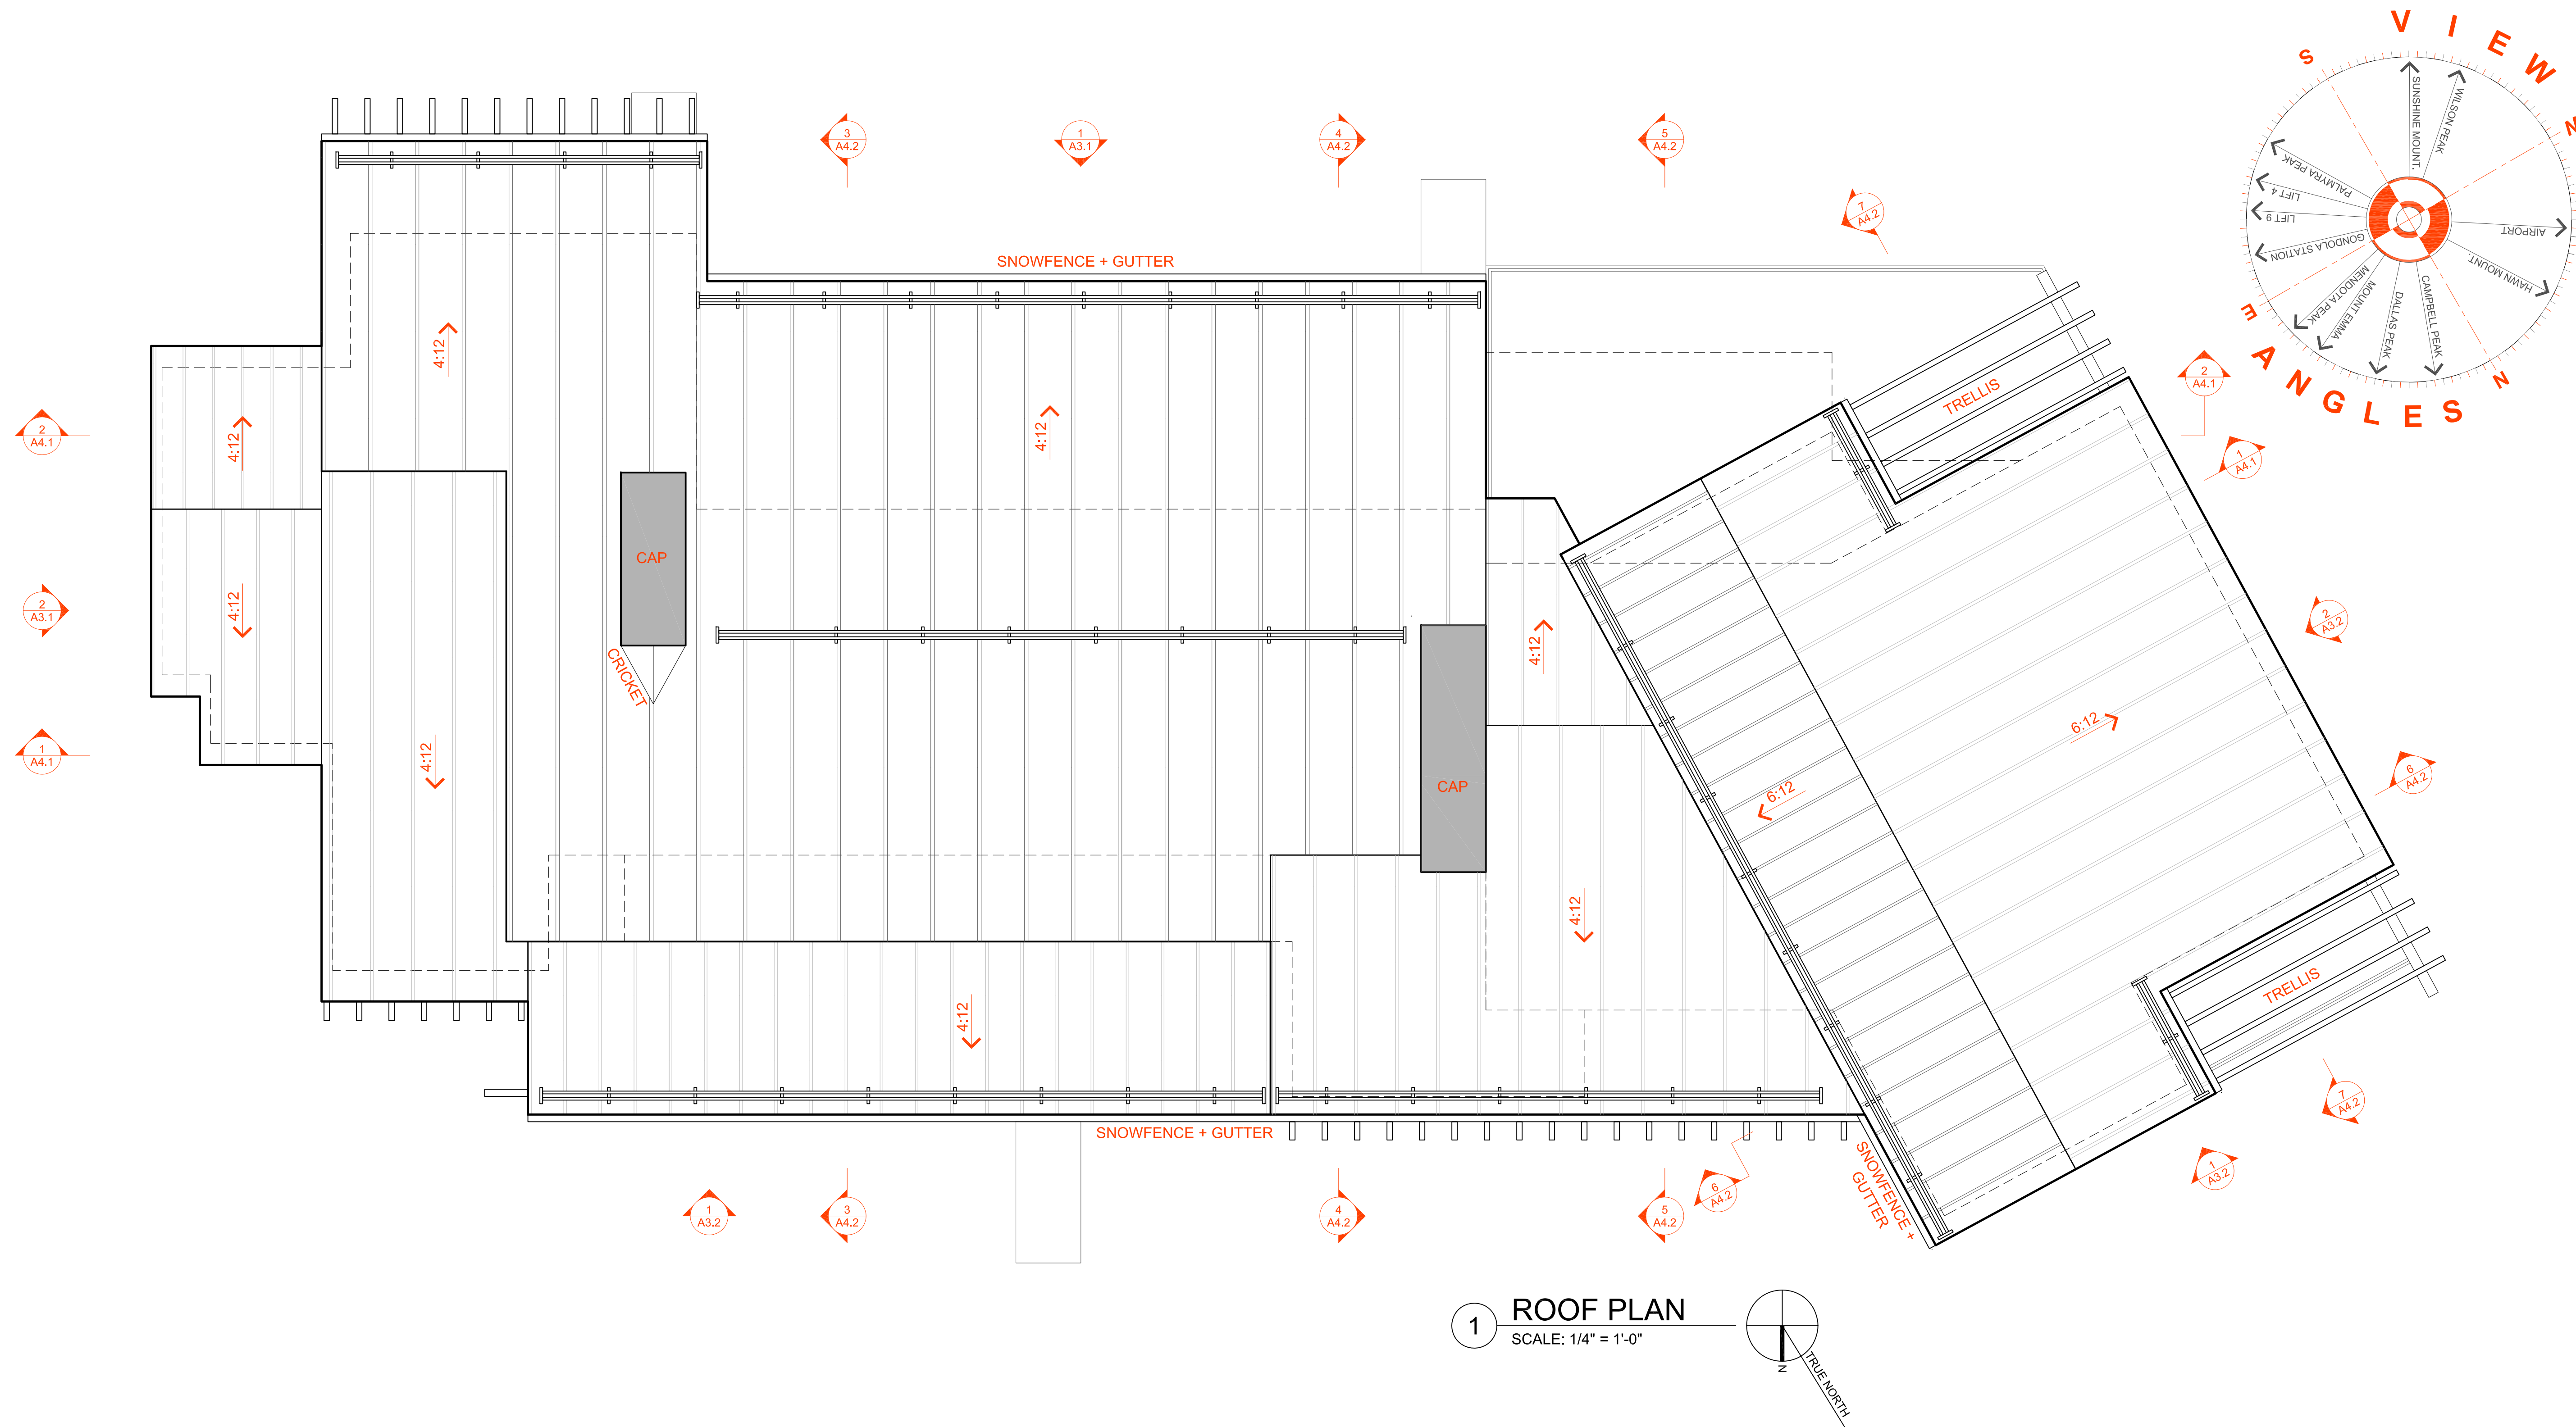 V I E W
A N G L E S
S
W
N
E
SUNSHINE MOUNT.
WILSON PEAK
PALMYRA PEAK
LIFT 4
LIFT 9
GONDOLA STATION
MENDOTA PEAK
MOUNT EMMA
DALLAS PEAK
CAMPBELL PEAK
HAWN MOUNT.
AIRPORT
3
A4.2
1
A3.1
4
A4.2
5
A4.2
7
A4.2
SNOWFENCE + GUTTER
4:12
TRELLIS
2
A4.1
4:12
4:12
2
A4.1
1
A4.1
CAP
4:12
2
A3.1
4:12
2
A3.2
CRICKET
6:12
4:12
1
A4.1
6:12
CAP
6
A4.2
4:12
4:12
TRELLIS
SNOWFENCE + GUTTER
7
A4.2
SNOWFENCE +
GUTTER
1
A3.2
3
A4.2
4
A4.2
5
A4.2
6
A4.2
1
A3.2
1
ROOF PLAN
SCALE: 1/4" = 1'-0"
N
TRUE NORTH